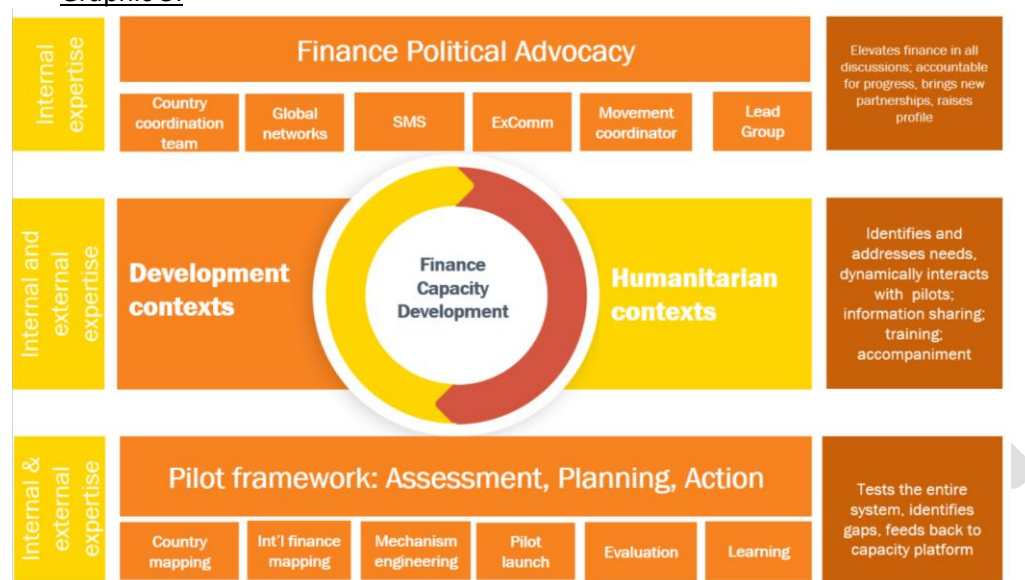 Internal
expertise
Finance Political Advocacy
Country
coordination
team
Global
networks
SMS
ExComm
Movement
coordinator
Lead
Group
Elevates finance in all
discussions; accountable
for progress, brings new
partnerships, raises
profile
Internal and
external
expertise
Development
contexts
Finance
Capacity
Development
Humanitarian
contexts
Identifies and
addresses needs,
dynamically interacts
with pilots;
information sharing;
training;
accompaniment
Internal &
external
expertise
Pilot framework: Assessment, Planning, Action
Country
mapping
Int'l finance
mapping
Mechanism
engineering
Pilot
launch
Evaluation
Learning
Tests the entire
system, identifies
gaps, feeds back to
capacity platform